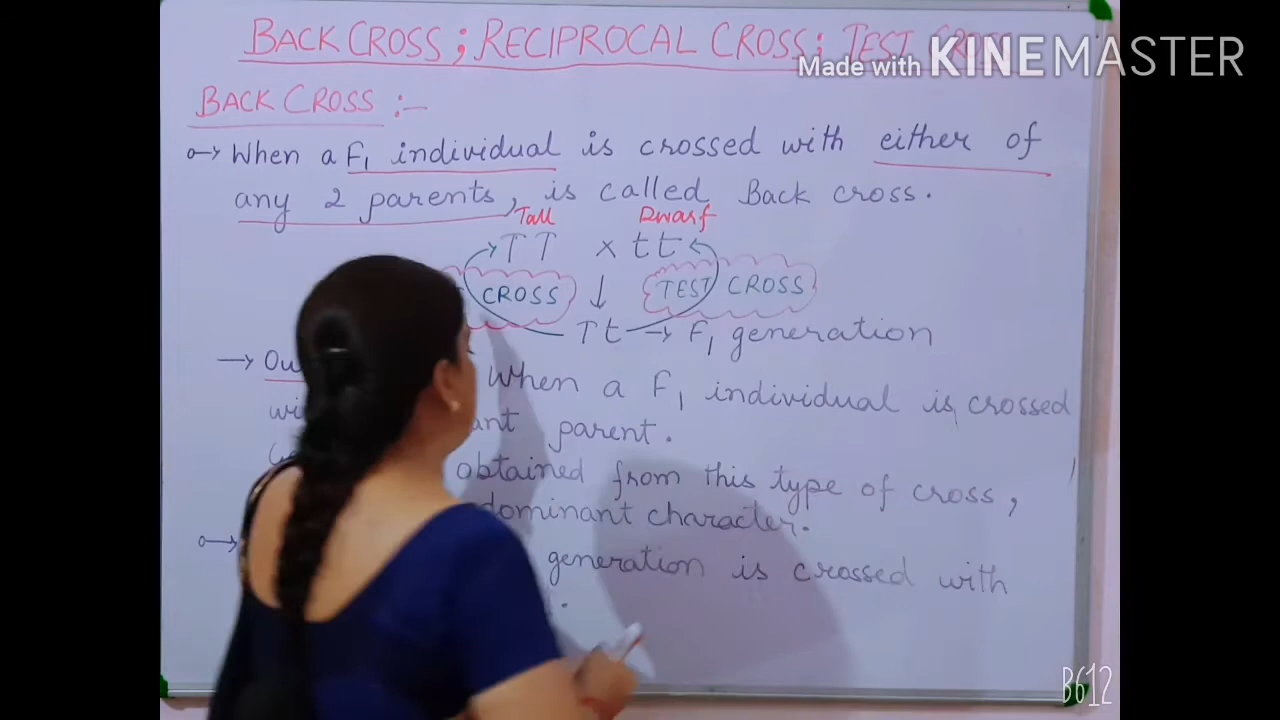 BACK CROSS ; RECIPROCAL CROSS ; TEST CROSS
Made with KINEMASTER
BACK CROSS :-
When a F₁ individual is crossed with either of
any 2 parents, is called Back cross.
Tall Dwarf
TT × tt
CROSS TEST CROSS
Tt → F₁ generation
→ When a F₁ individual is crossed
parent.
obtained from this type of cross,
dominant character.
generation is crossed with
B612